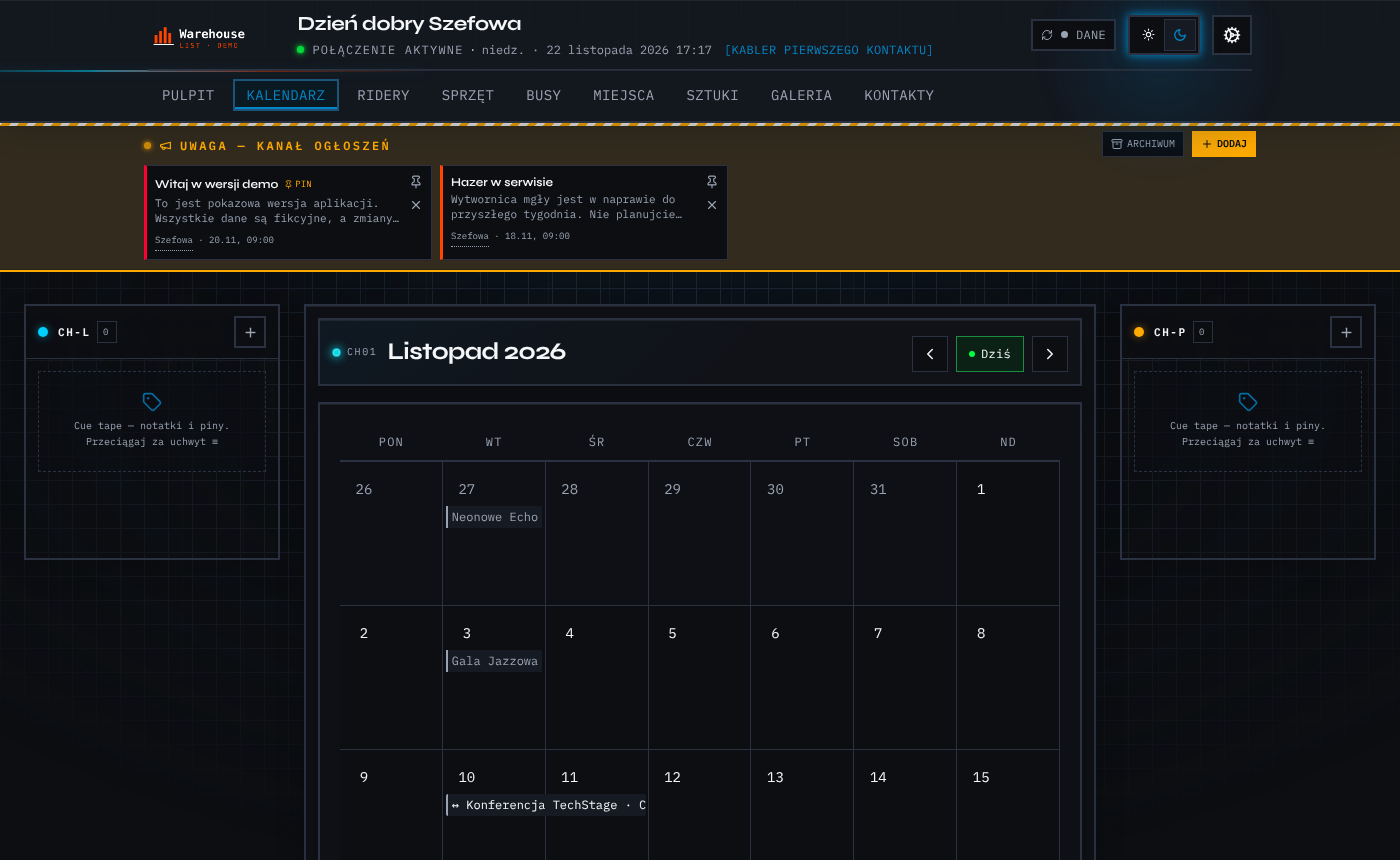 Warehouse
LIST · DEMO
Dzień dobry Szefowa
POŁĄCZENIE AKTYWNE · niedz. · 22 listopada 2026 17:17 [KABLER PIERWSZEGO KONTAKTU]
DANE
PULPIT KALENDARZ RIDERY SPRZĘT BUSY MIEJSCA SZTUKI GALERIA KONTAKTY
UWAGA — KANAŁ OGŁOSZEŃ
ARCHIWUM
+ DODAJ
Witaj w wersji demo PIN
To jest pokazowa wersja aplikacji.
Wszystkie dane są fikcyjne, a zmiany…
Szefowa · 20.11, 09:00
Hazer w serwisie
Wytwornica mgły jest w naprawie do
przyszłego tygodnia. Nie planujcie…
Szefowa · 18.11, 09:00
CH-L 0 +
Cue tape — notatki i piny.
Przeciągaj za uchwyt ≡
CH01 Listopad 2026
Dziś
PON WT ŚR CZW PT SOB ND
26 27 28 29 30 31 1
Neonowe Echo
2 3 4 5 6 7 8
Gala Jazzowa
9 10 11 12 13 14 15
↔ Konferencja TechStage · C
CH-P 0 +
Cue tape — notatki i piny.
Przeciągaj za uchwyt ≡